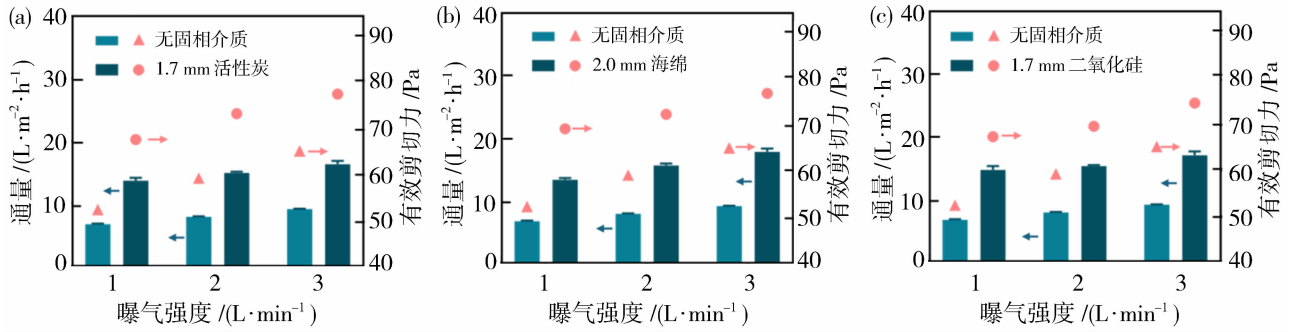 (a)
通量 /(L·m⁻²·h⁻¹)
40
30
20
10
0
无固相介质
1.7 mm 活性炭
90
80
70
60
50
40
有效剪切力 /Pa
1 2 3
曝气强度 /(L·min⁻¹)
(b)
通量 /(L·m⁻²·h⁻¹)
40
30
20
10
0
无固相介质
2.0 mm 海绵
90
80
70
60
50
40
有效剪切力 /Pa
1 2 3
曝气强度 /(L·min⁻¹)
(c)
通量 /(L·m⁻²·h⁻¹)
40
30
20
10
0
无固相介质
1.7 mm 二氧化硅
90
80
70
60
50
40
有效剪切力 /Pa
1 2 3
曝气强度 /(L·min⁻¹)